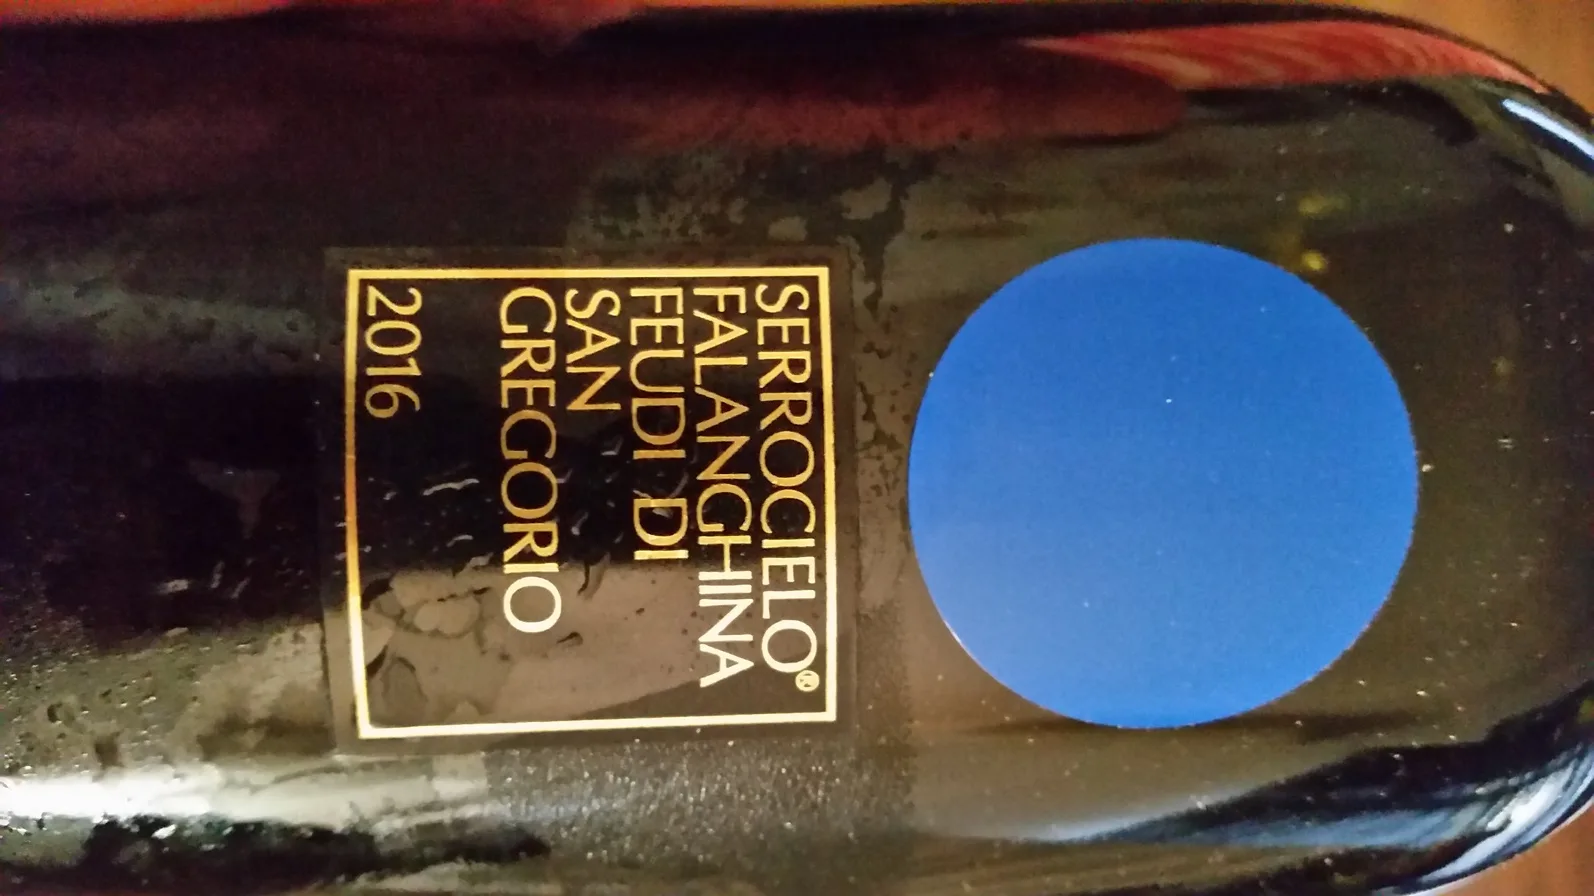 SERROCIELO®
FALANGHINA
FEUDI DI
SAN
GREGORIO
2016